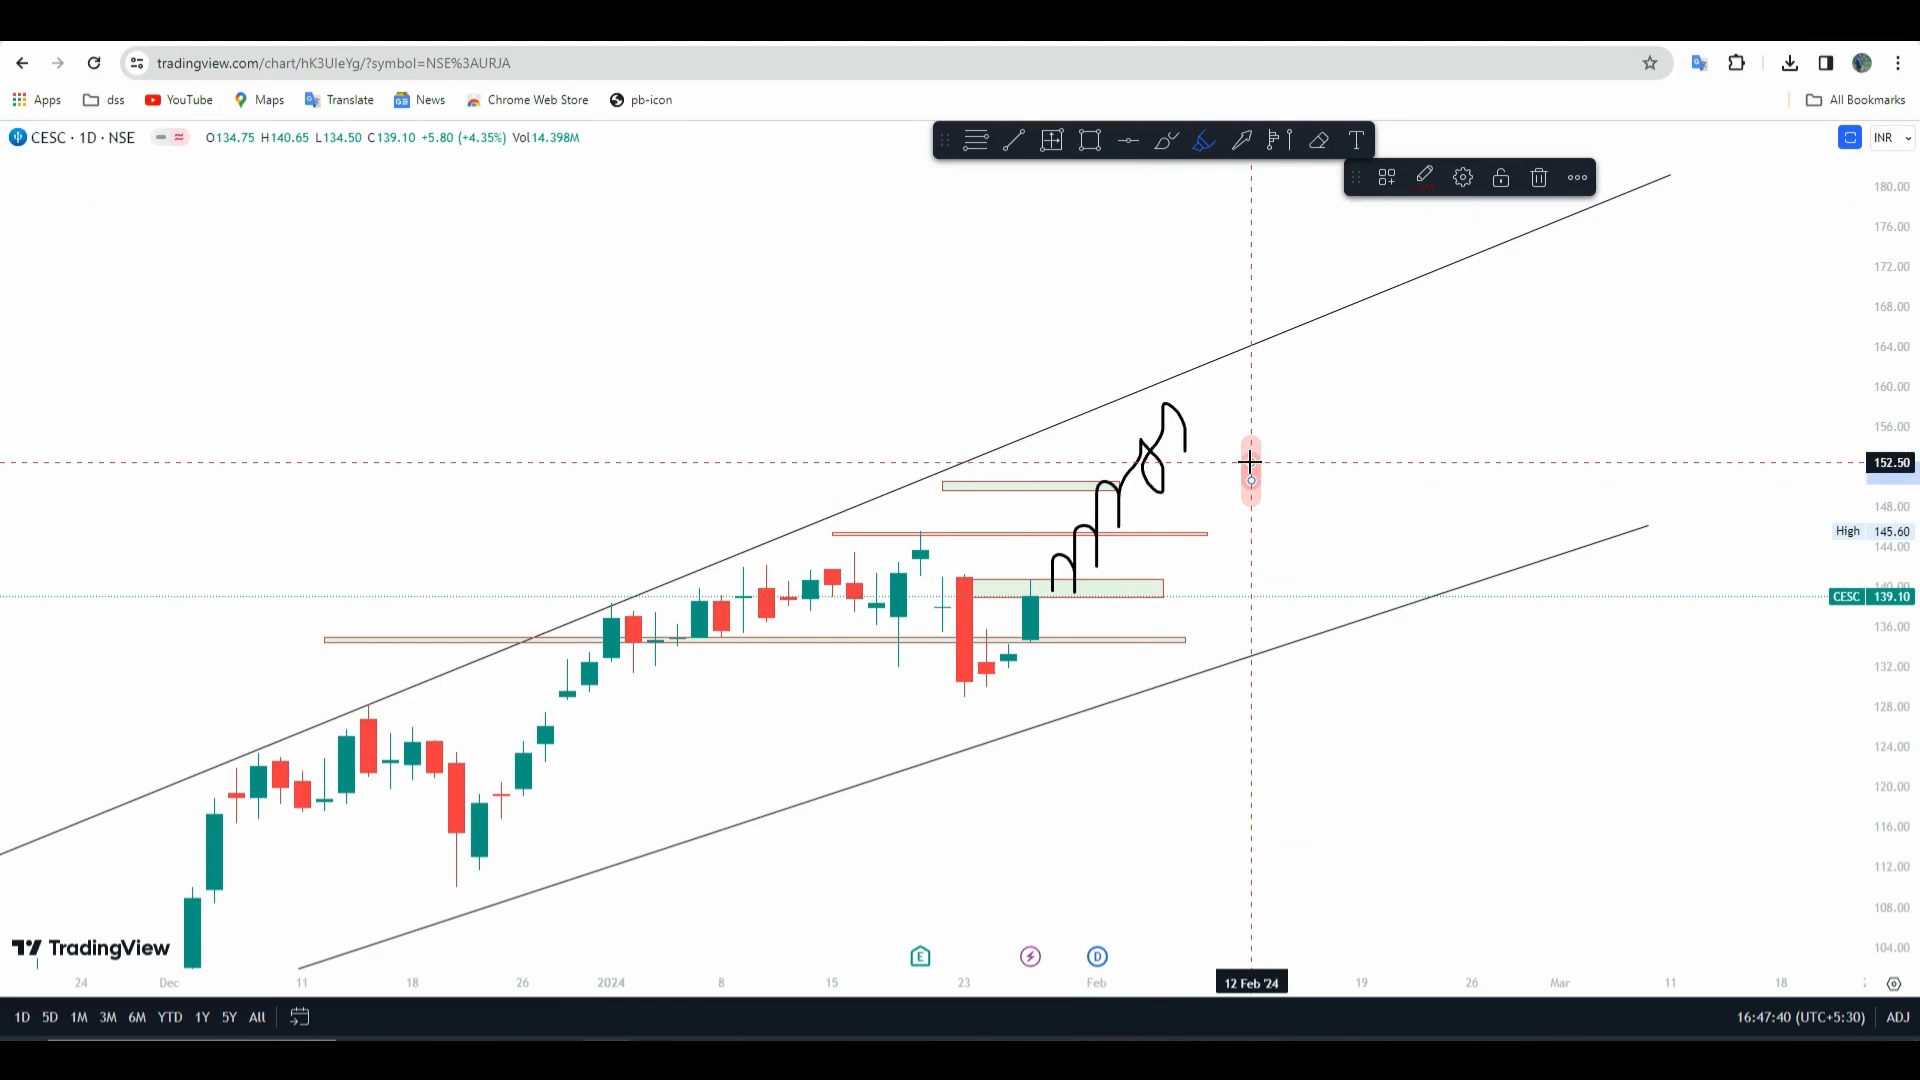 tradingview.com/chart/hK3UIeYg/?symbol=NSE%3AURJA
Apps dss YouTube Maps Translate News Chrome Web Store pb-icon All Bookmarks
CESC · 1D · NSE O134.75 H140.65 L134.50 C139.10 +5.80 (+4.35%) Vol14.398M
INR
180.00
176.00
172.00
168.00
164.00
160.00
156.00
152.50
148.00
High 145.60
144.00
140.00
CESC 139.10
136.00
132.00
128.00
124.00
120.00
116.00
112.00
108.00
104.00
TradingView
E D
24 Dec 11 18 26 2024 8 15 23 Feb 12 Feb '24 19 26 Mar 11 18
1D 5D 1M 3M 6M YTD 1Y 5Y All 16:47:40 (UTC+5:30) ADJ